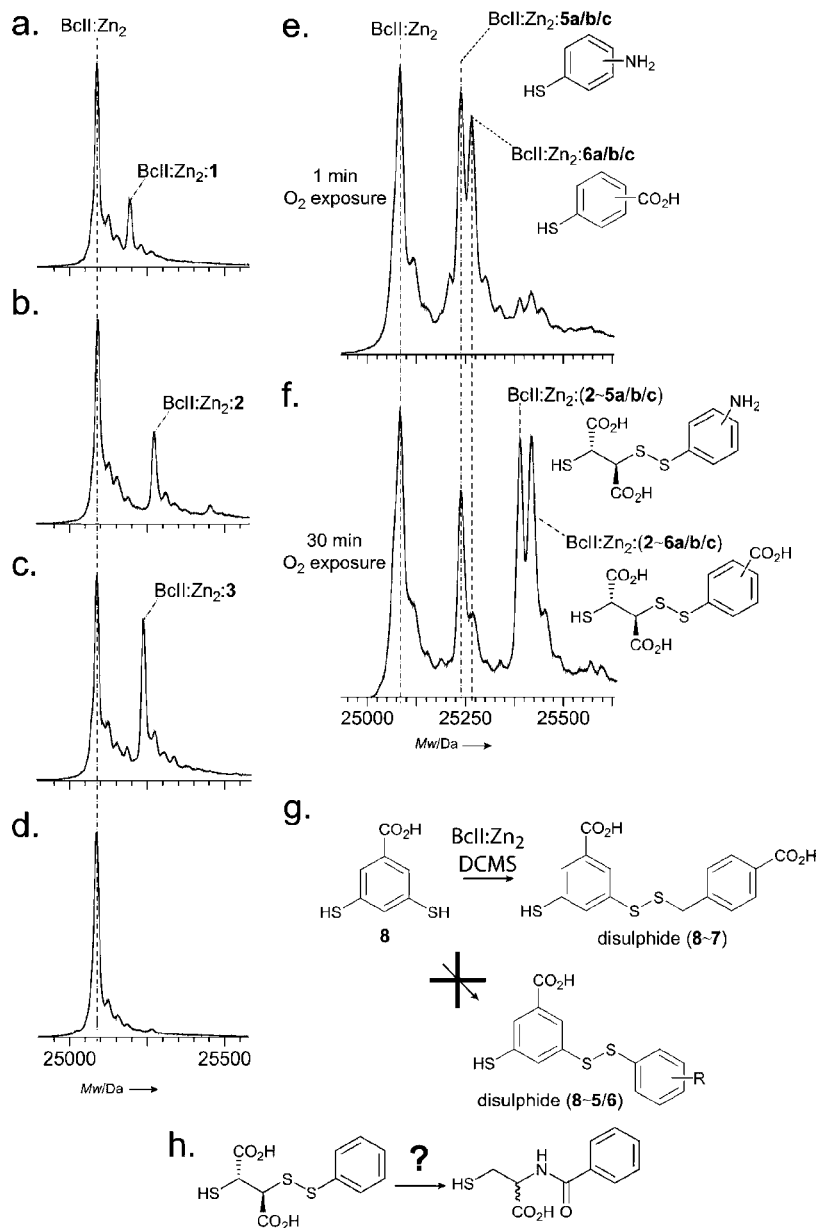 a.
BcII:Zn2
BcII:Zn2:1
b.
BcII:Zn2:2
c.
BcII:Zn2:3
d.
25000 25500
Mw/Da
e.
BcII:Zn2
BcII:Zn2:5a/b/c
NH2
HS
BcII:Zn2:6a/b/c
CO2H
HS
1 min
O2 exposure
f.
BcII:Zn2:(2~5a/b/c)
NH2
CO2H
HS S S
CO2H
BcII:Zn2:(2~6a/b/c)
CO2H
CO2H
HS S S
CO2H
30 min
O2 exposure
25000 25250 25500
Mw/Da
g.
CO2H
HS SH
8
BcII:Zn2
DCMS
CO2H
CO2H
HS S S
disulphide (8~7)
CO2H
HS S S
R
disulphide (8~5/6)
h.
CO2H
HS S S
CO2H
?
H
HS N
CO2H O